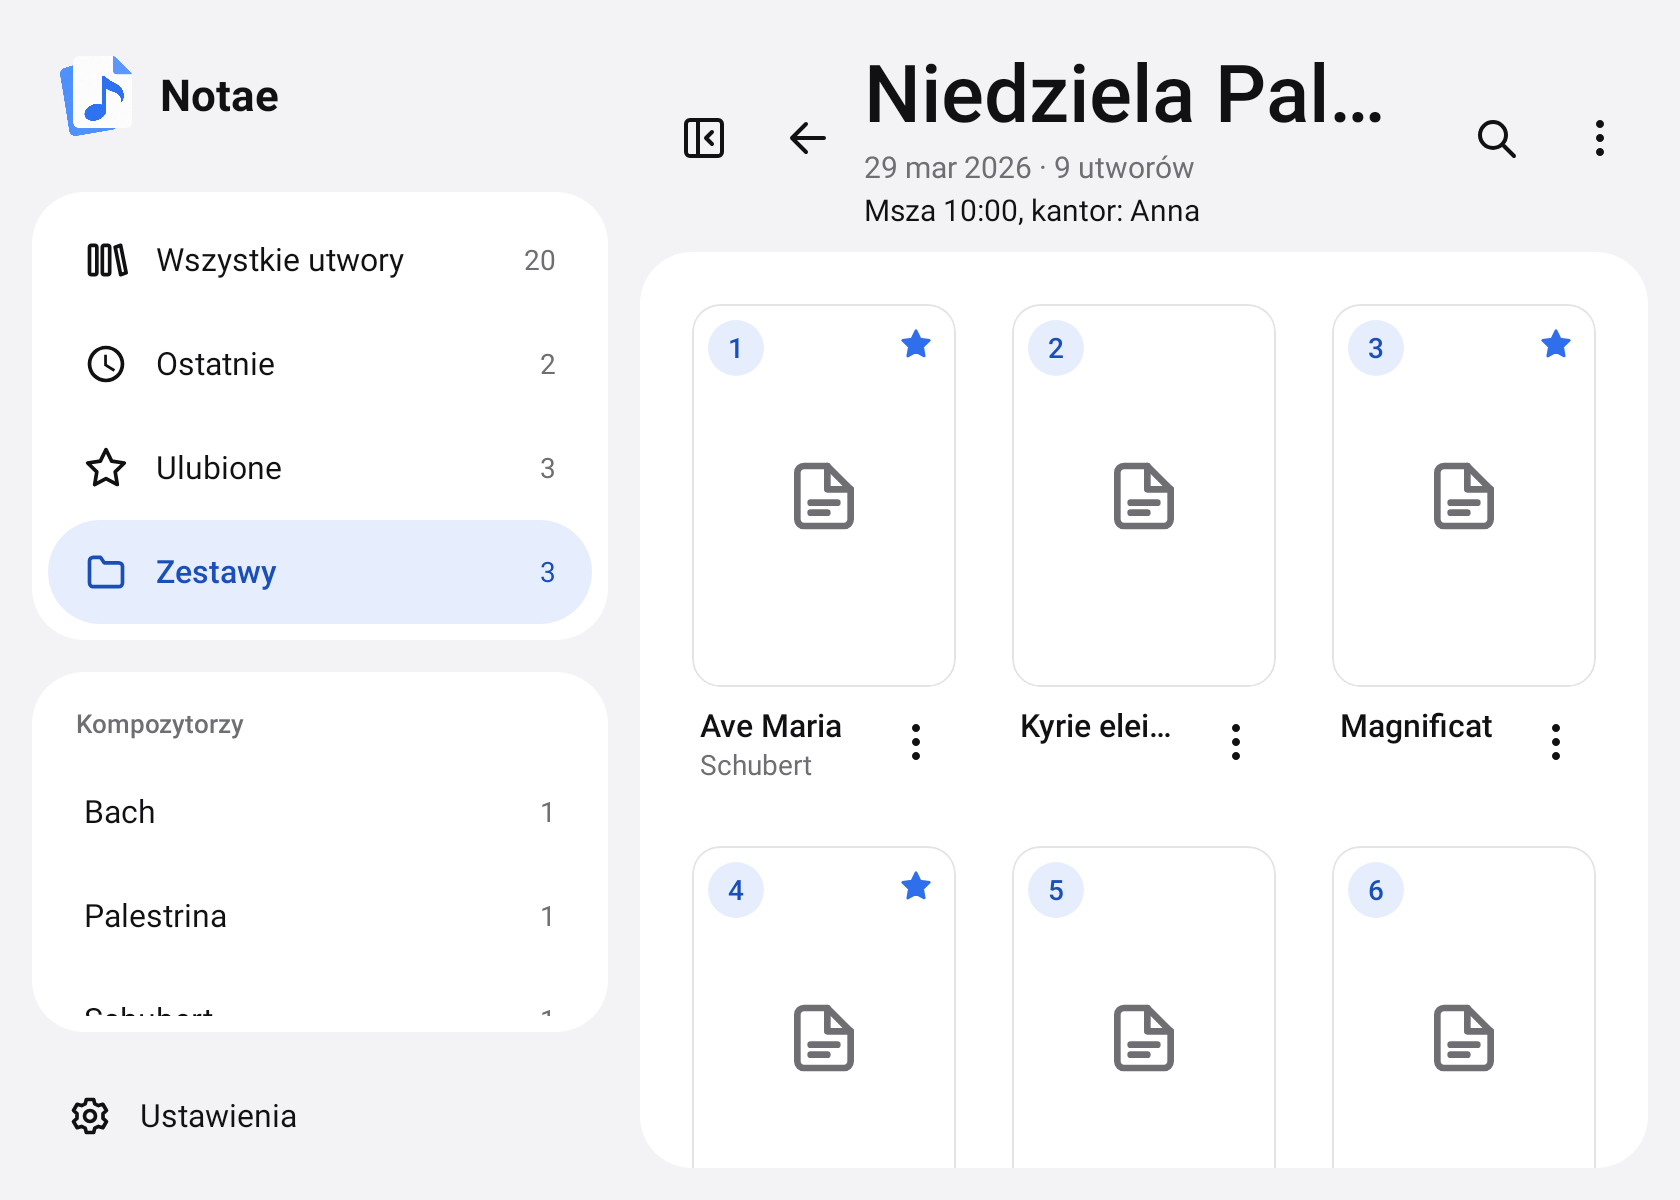 Notae
Wszystkie utwory 20
Ostatnie 2
Ulubione 3
Zestawy 3
Kompozytorzy
Bach 1
Palestrina 1
Schubert 1
Ustawienia
Niedziela Pal...
29 mar 2026 · 9 utworów
Msza 10:00, kantor: Anna
1 2 3
Ave Maria
Schubert
Kyrie elei...
Magnificat
4 5 6